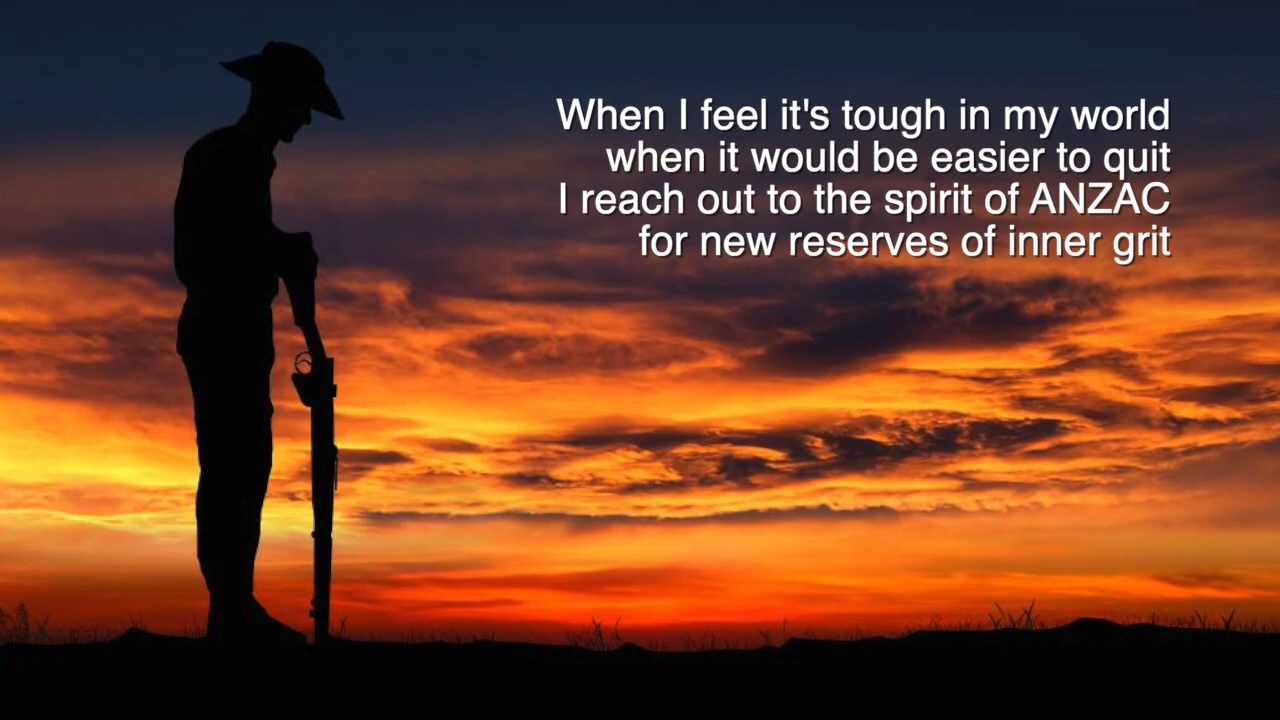 When I feel it's tough in my world
when it would be easier to quit
I reach out to the spirit of ANZAC
for new reserves of inner grit